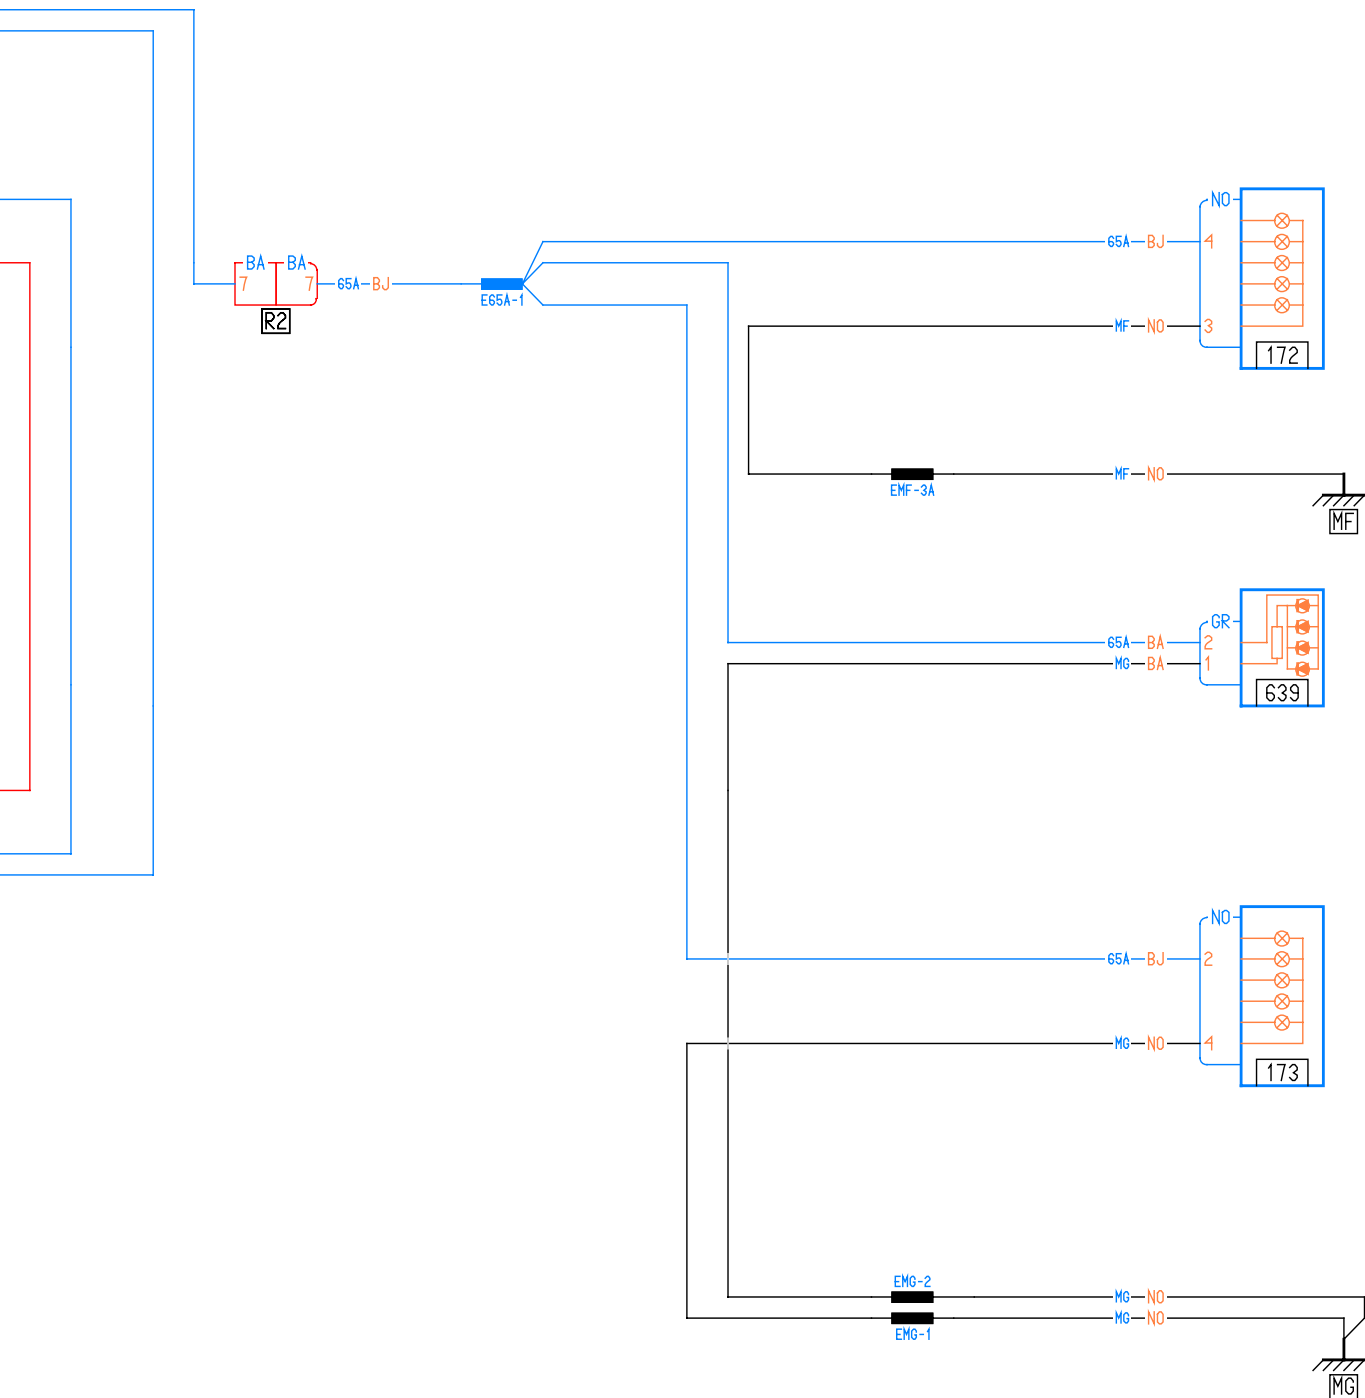 NO
65A BJ 4
BA BA
7 7 65A BJ
E65A-1
R2
MF NO 3
172
MF NO
EMF-3A
MF
GR
65A BA 2
MG BA 1
639
NO
65A BJ 2
MG NO 4
173
EMG-2
MG NO
MG NO
EMG-1
MG